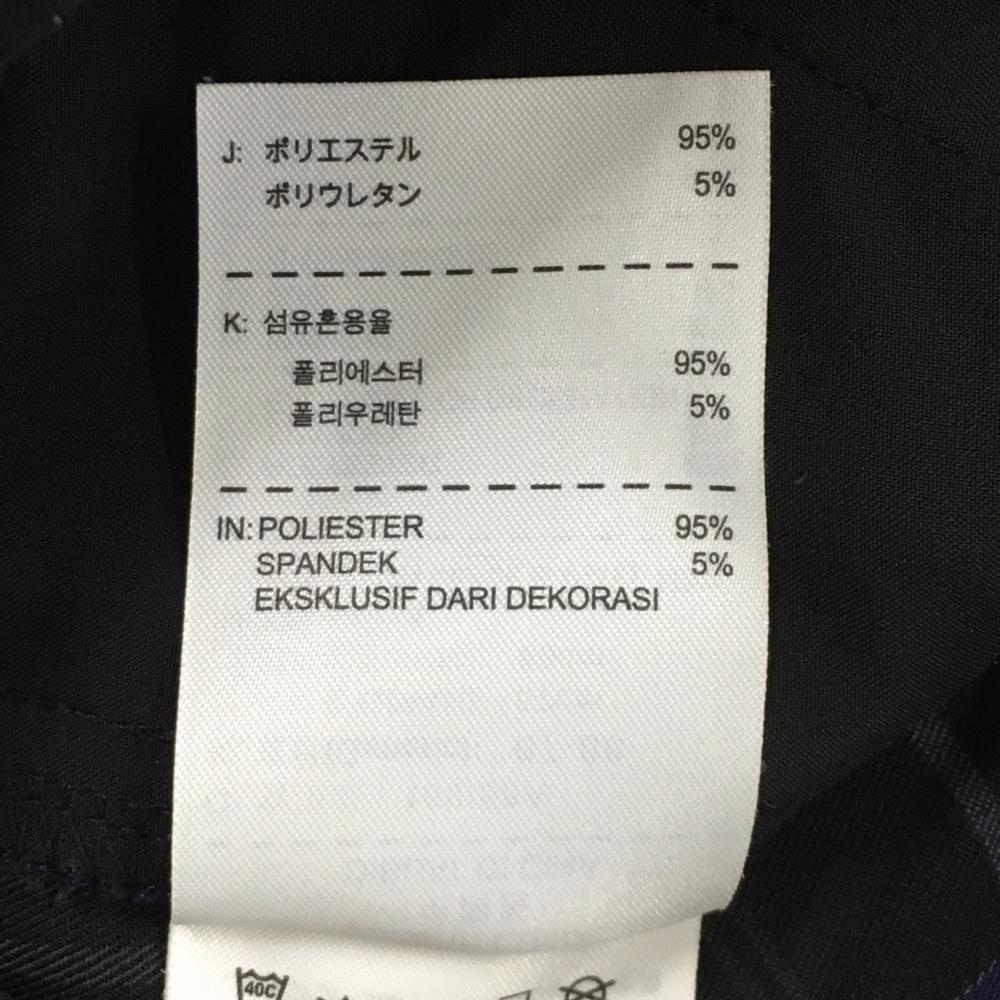 J: ポリエステル 95%
ポリウレタン 5%
K: 섬유혼용율
폴리에스터 95%
폴리우레탄 5%
IN: POLIESTER 95%
SPANDEK 5%
EKSKLUSIF DARI DEKORASI
40C